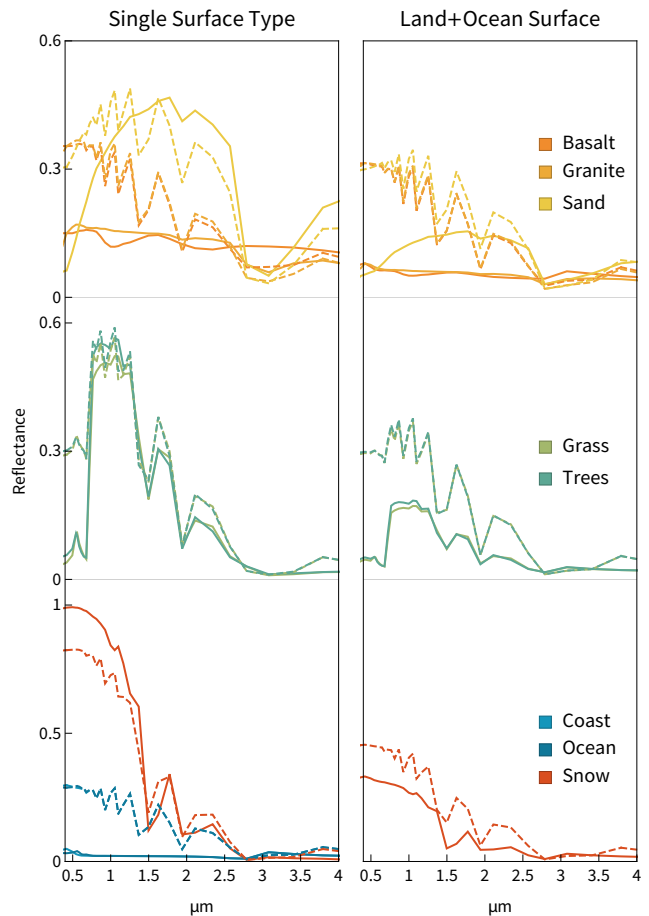 Single Surface Type
Land+Ocean Surface
0.6
0.3
0
Basalt
Granite
Sand
0.6
0.3
0
Reflectance
Grass
Trees
1
0.5
0
Coast
Ocean
Snow
0.5 1 1.5 2 2.5 3 3.5 4
0.5 1 1.5 2 2.5 3 3.5 4
μm
μm